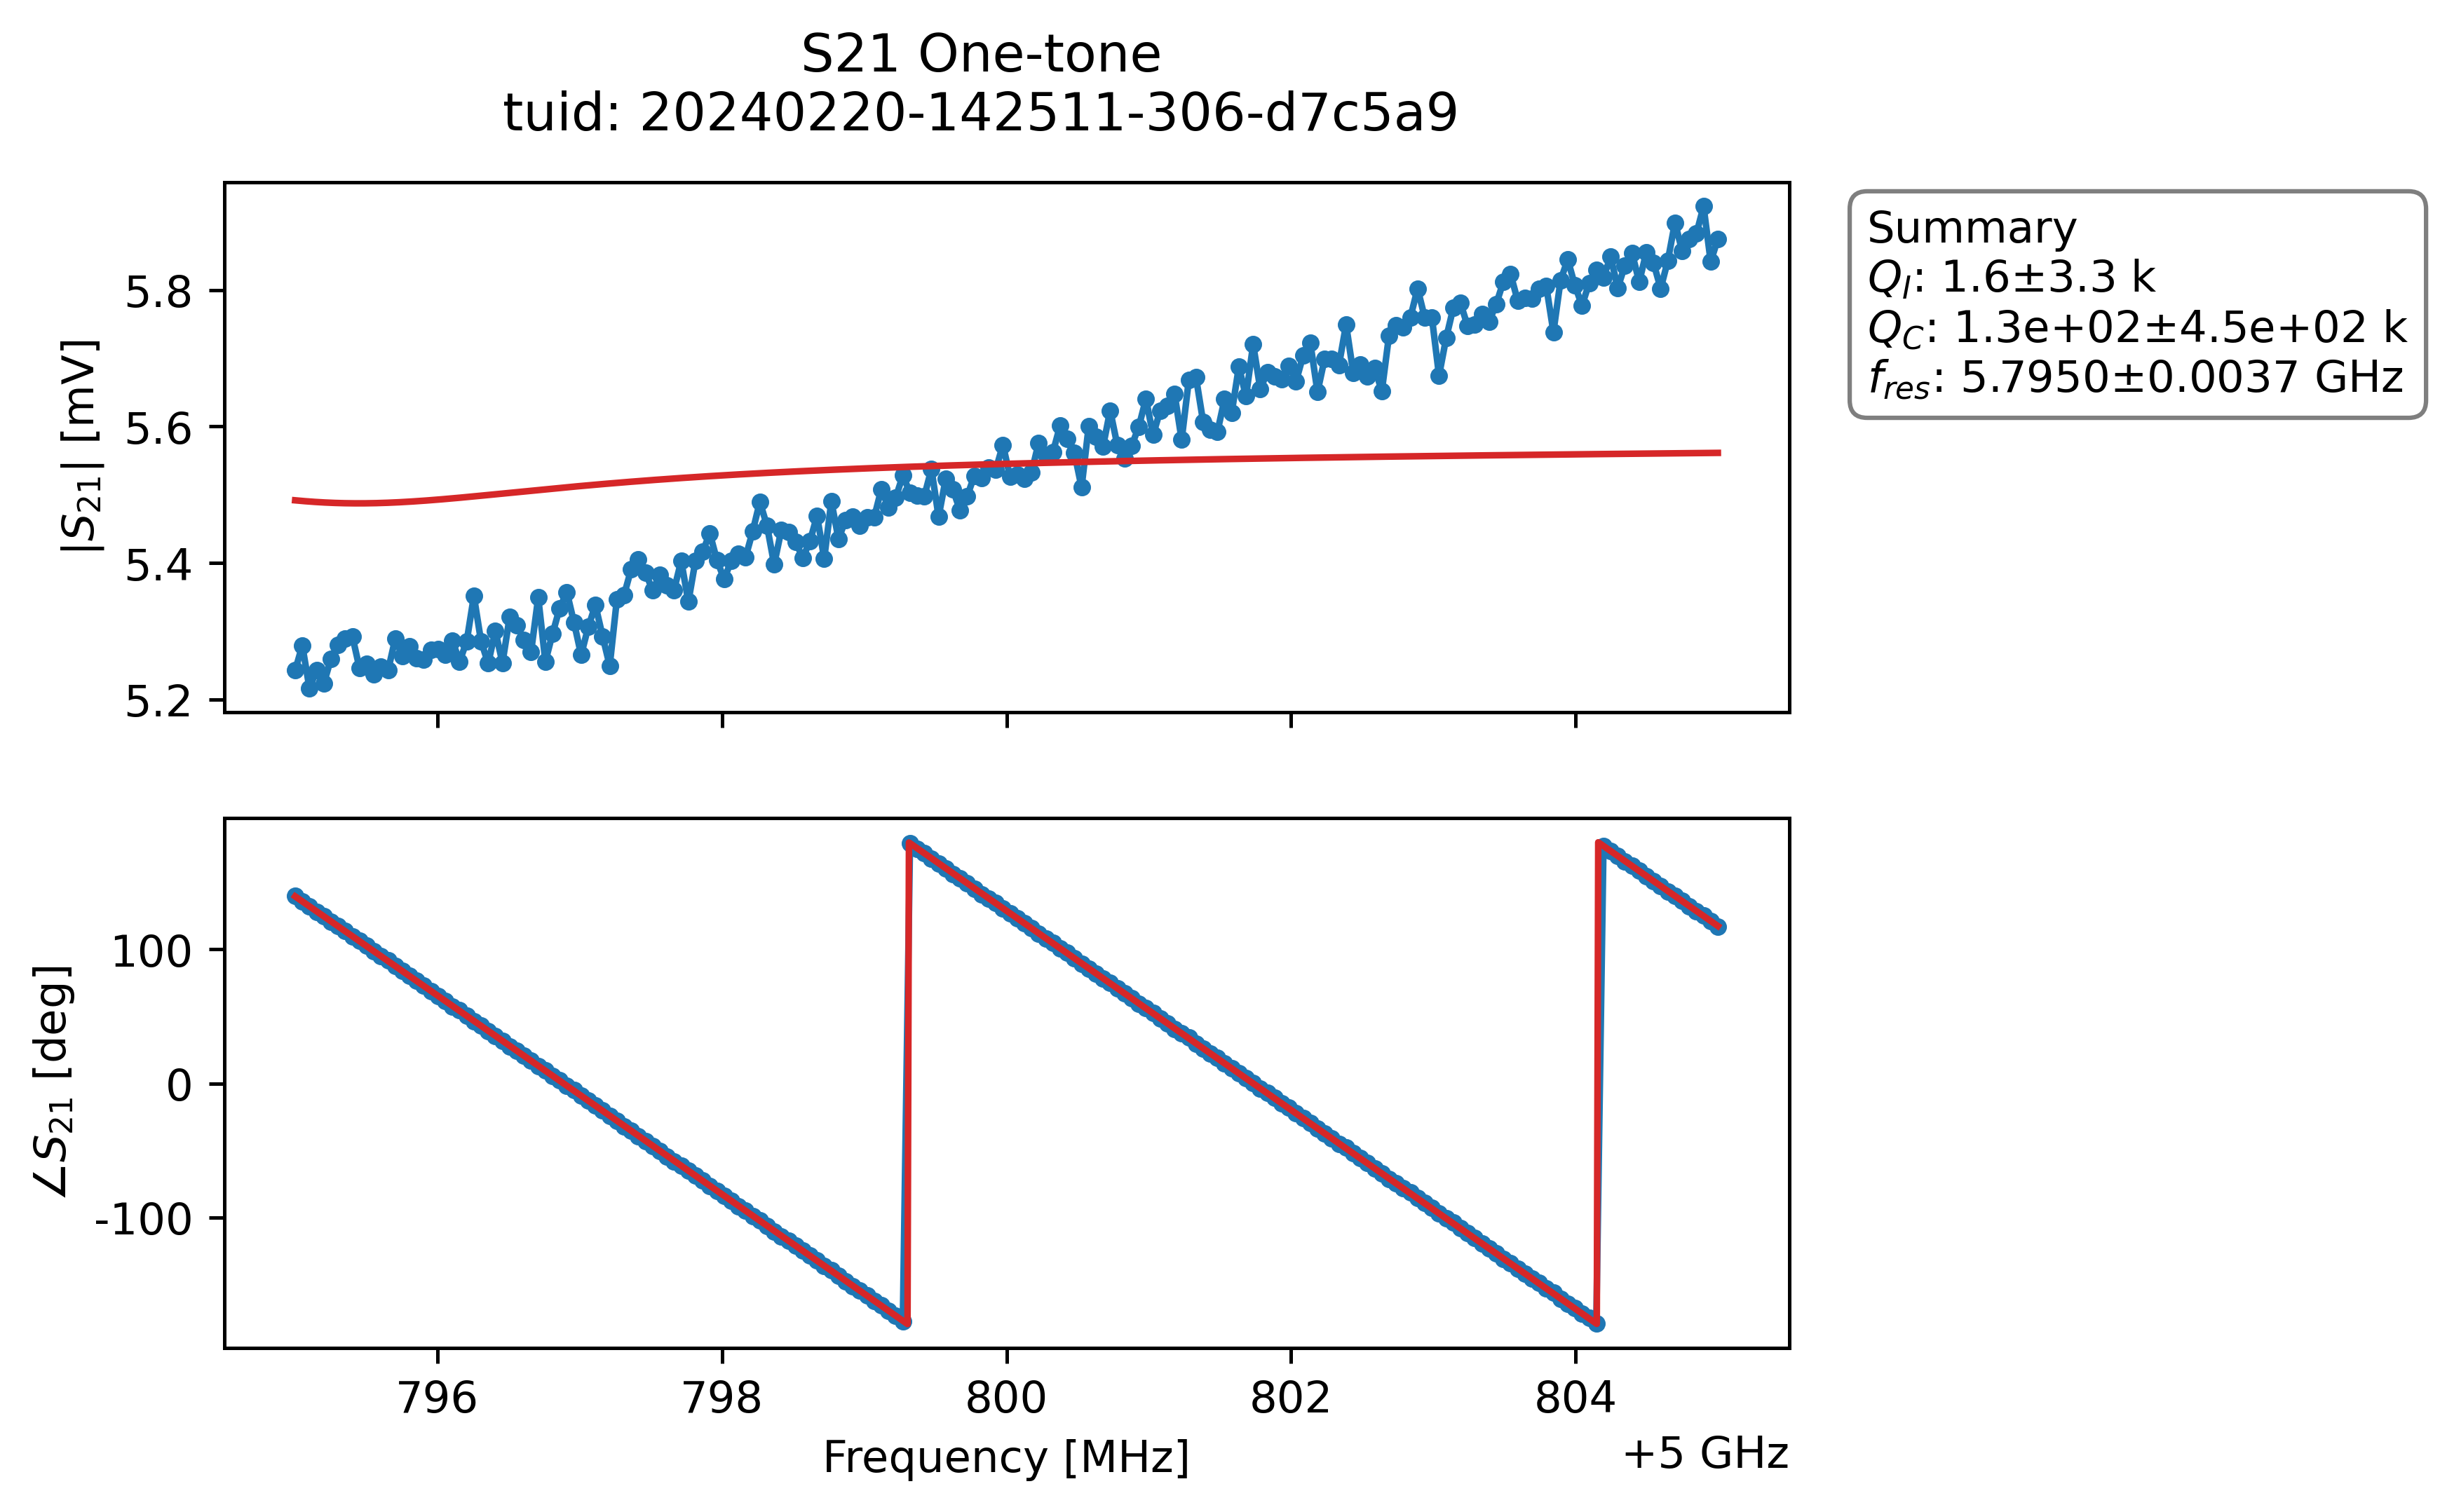 S21 One-tone
tuid: 20240220-142511-306-d7c5a9
|S21| [mV]
5.8
5.6
5.4
5.2
Summary
QI: 1.6±3.3 k
QC: 1.3e+02±4.5e+02 k
fres: 5.7950±0.0037 GHz
∠S21 [deg]
100
0
-100
796 798 800 802 804
Frequency [MHz]
+5 GHz